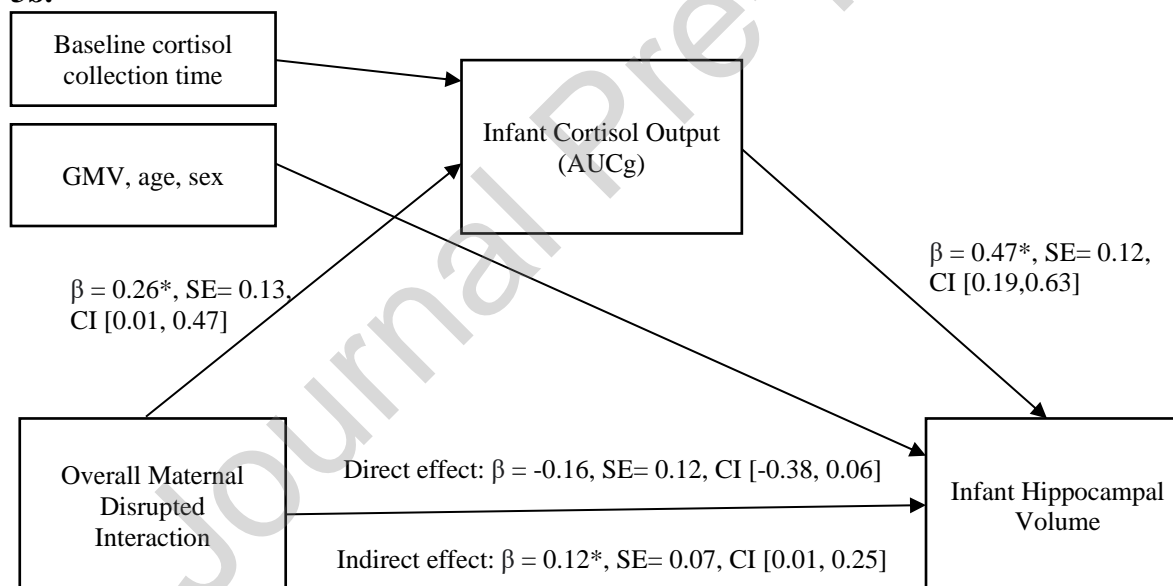 Baseline cortisol
collection time
GMV, age, sex
Infant Cortisol Output
(AUCg)
β = 0.26*, SE= 0.13,
CI [0.01, 0.47]
β = 0.47*, SE= 0.12,
CI [0.19,0.63]
Overall Maternal
Disrupted
Interaction
Direct effect: β = -0.16, SE= 0.12, CI [-0.38, 0.06]
Indirect effect: β = 0.12*, SE= 0.07, CI [0.01, 0.25]
Infant Hippocampal
Volume
Journal Pre-